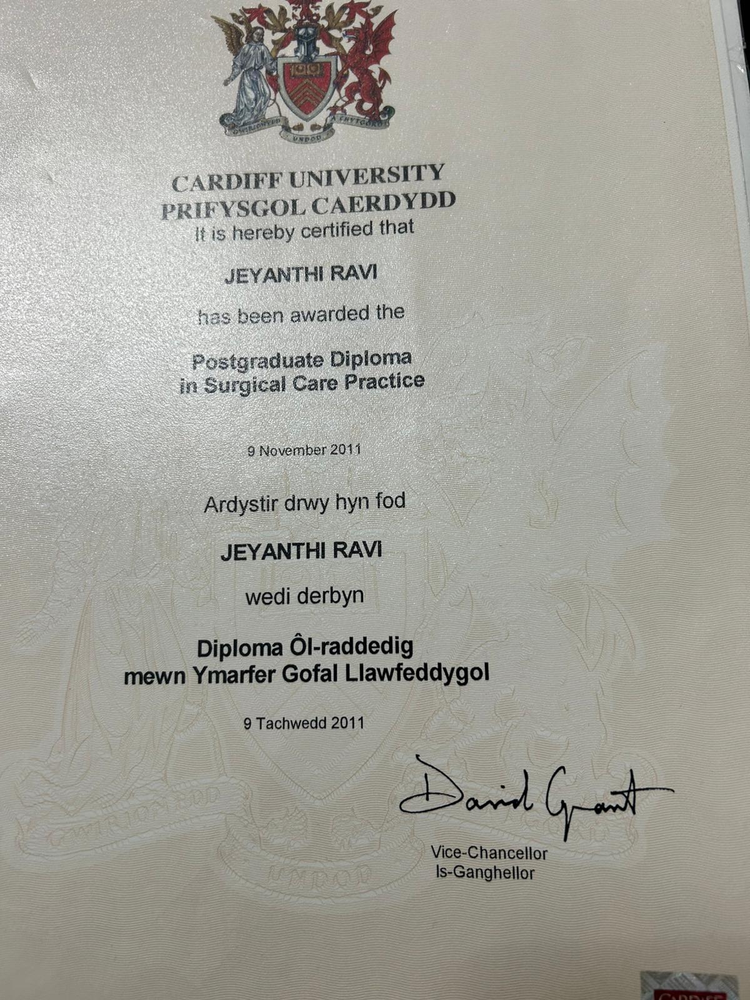 GWIRIONEDD UNDOD A CHYTGORD
CARDIFF UNIVERSITY
PRIFYSGOL CAERDYDD
It is hereby certified that
JEYANTHI RAVI
has been awarded the
Postgraduate Diploma
in Surgical Care Practice
9 November 2011
Ardystir drwy hyn fod
JEYANTHI RAVI
wedi derbyn
Diploma Ôl-raddedig
mewn Ymarfer Gofal Llawfeddygol
9 Tachwedd 2011
David Grant
Vice-Chancellor
Is-Ganghellor
UNDOD
CARDIFF